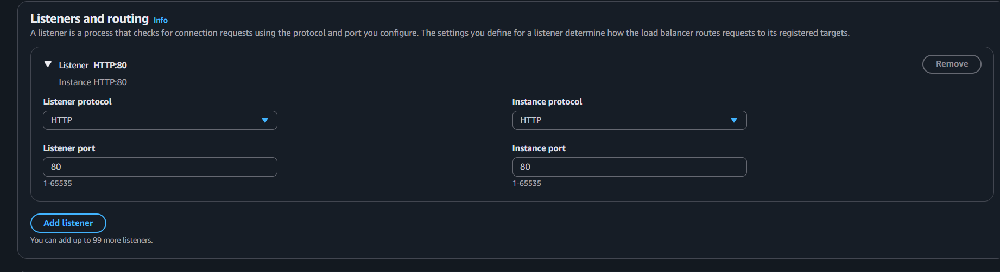 Listeners and routing Info
A listener is a process that checks for connection requests using the protocol and port you configure. The settings you define for a listener determine how the load balancer routes requests to its registered targets.
Listener HTTP:80
Remove
Instance HTTP:80
Listener protocol
HTTP
Instance protocol
HTTP
Listener port
80
1-65535
Instance port
80
1-65535
Add listener
You can add up to 99 more listeners.